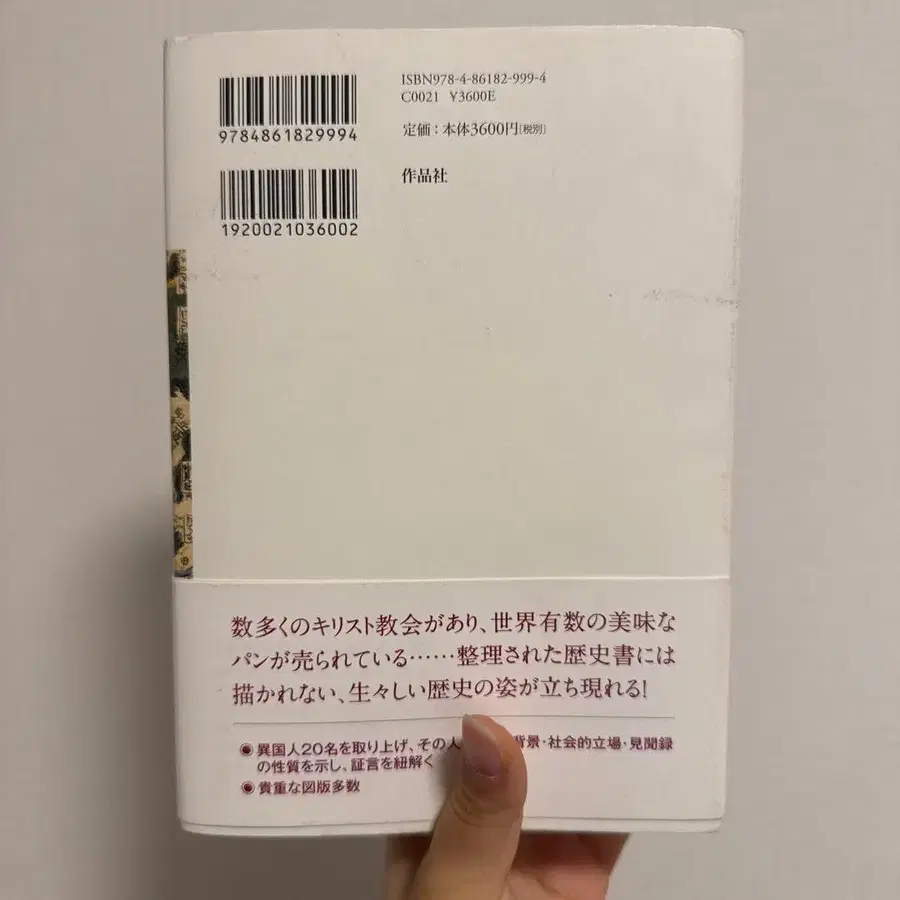 ISBN978-4-86182-999-4
C0021 ¥3600E
9784861829994
定価:本体3600円[税別]
作品社
1920021036002
数多くのキリスト教会があり、世界有数の美味な
パンが売られている……整理された歴史書には
描かれない、生々しい歴史の姿が立ち現れる!
◉異国人20名を取り上げ、その人 背景・社会的立場・見聞録
の性質を示し、証言を紐解く
◉貴重な図版多数